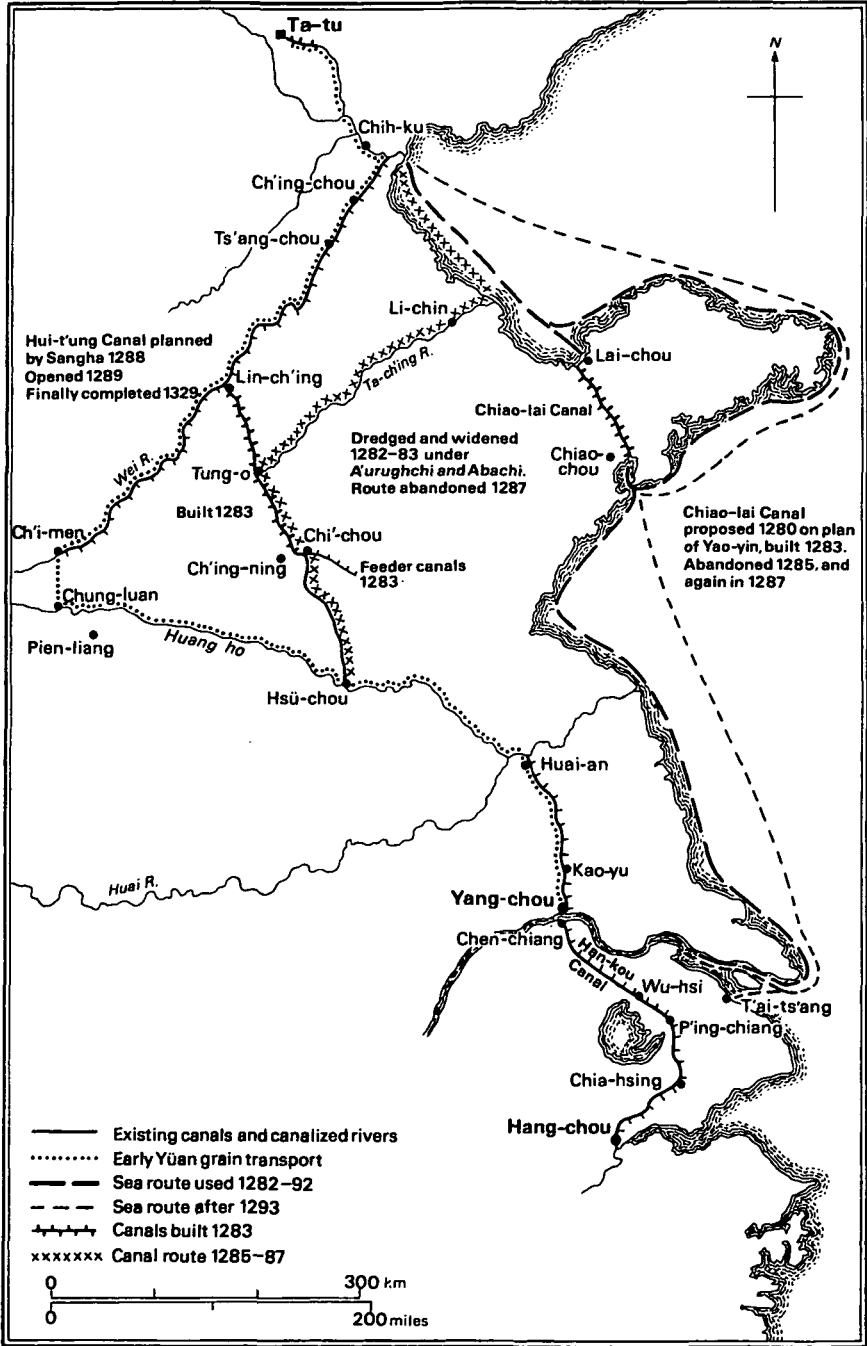 Ta-tu
N
Chih-ku
Ch'ing-chou
Ts'ang-chou
Li-chin
Hui-t'ung Canal planned
by Sangha 1288
Opened 1289
Finally completed 1329.
Lin-ch'ing
Ta-ching R.
Lai-chou
Chiao-lai Canal
Dredged and widened
1282-83 under
A'urughchi and Abachi.
Route abandoned 1287
Chiao-
chou
Wei R.
Tung-o
Built 1283
Chiao-lai Canal
proposed 1280 on plan
of Yao-yin, built 1283.
Abandoned 1285, and
again in 1287
Ch'i-men
Chi'-chou
Ch'ing-ning
Feeder canals
1283
Chung-luan
Pien-liang
Huang ho
Hsü-chou
Huai-an
Huai R.
Kao-yu
Yang-chou
Chen-chiang
Han-kou
Canal
Wu-hsi
T'ai-ts'ang
P'ing-chiang
Chia-hsing
Hang-chou
Existing canals and canalized rivers
Early Yüan grain transport
Sea route used 1282-92
Sea route after 1293
Canals built 1283
Canal route 1285-87
0 300 km
0 200 miles